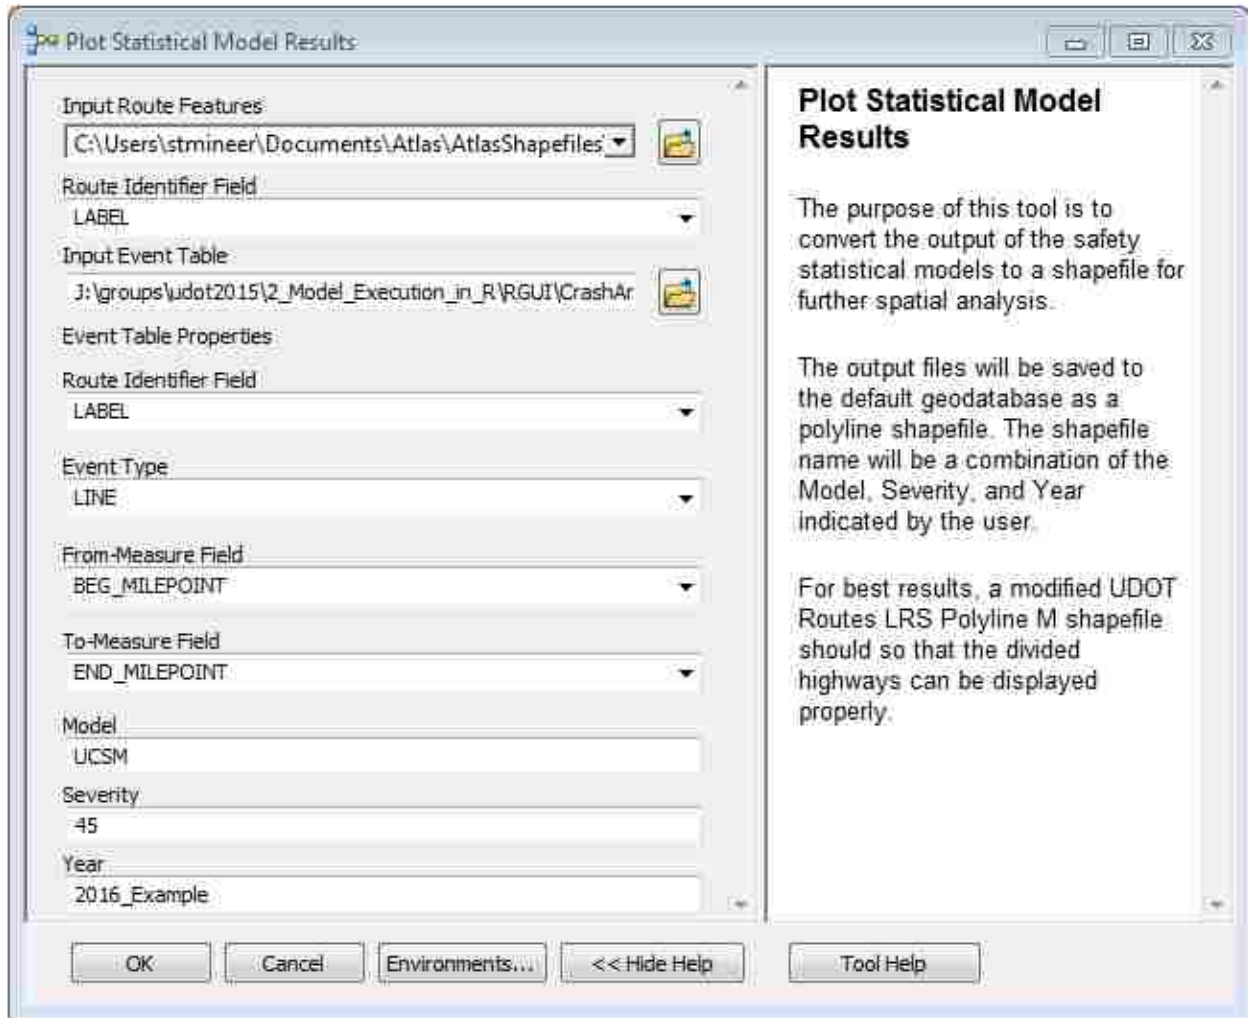 Plot Statistical Model Results
Input Route Features
C:\Users\stmineer\Documents\Atlas\AtlasShapefiles\
Route Identifier Field
LABEL
Input Event Table
J:\groups\udot2015\2_Model_Execution_in_R\RGUI\CrashAr
Event Table Properties
Route Identifier Field
LABEL
Event Type
LINE
From-Measure Field
BEG_MILEPOINT
To-Measure Field
END_MILEPOINT
Model
UCSM
Severity
45
Year
2016_Example
OK
Cancel
Environments...
<< Hide Help
Plot Statistical Model
Results
The purpose of this tool is to
convert the output of the safety
statistical models to a shapefile for
further spatial analysis.
The output files will be saved to
the default geodatabase as a
polyline shapefile. The shapefile
name will be a combination of the
Model, Severity, and Year
indicated by the user.
For best results, a modified UDOT
Routes LRS Polyline M shapefile
should so that the divided
highways can be displayed
properly.
Tool Help